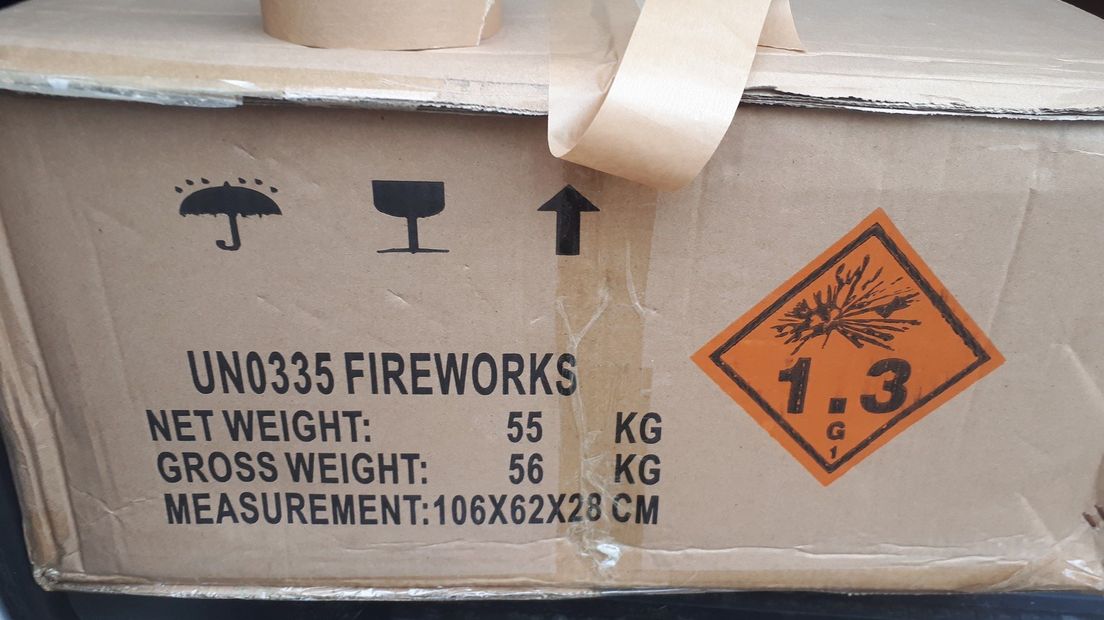 UN0335 FIREWORKS
NET WEIGHT: 55 KG
GROSS WEIGHT: 56 KG
MEASUREMENT:106X62X28 CM
1.3
G
1